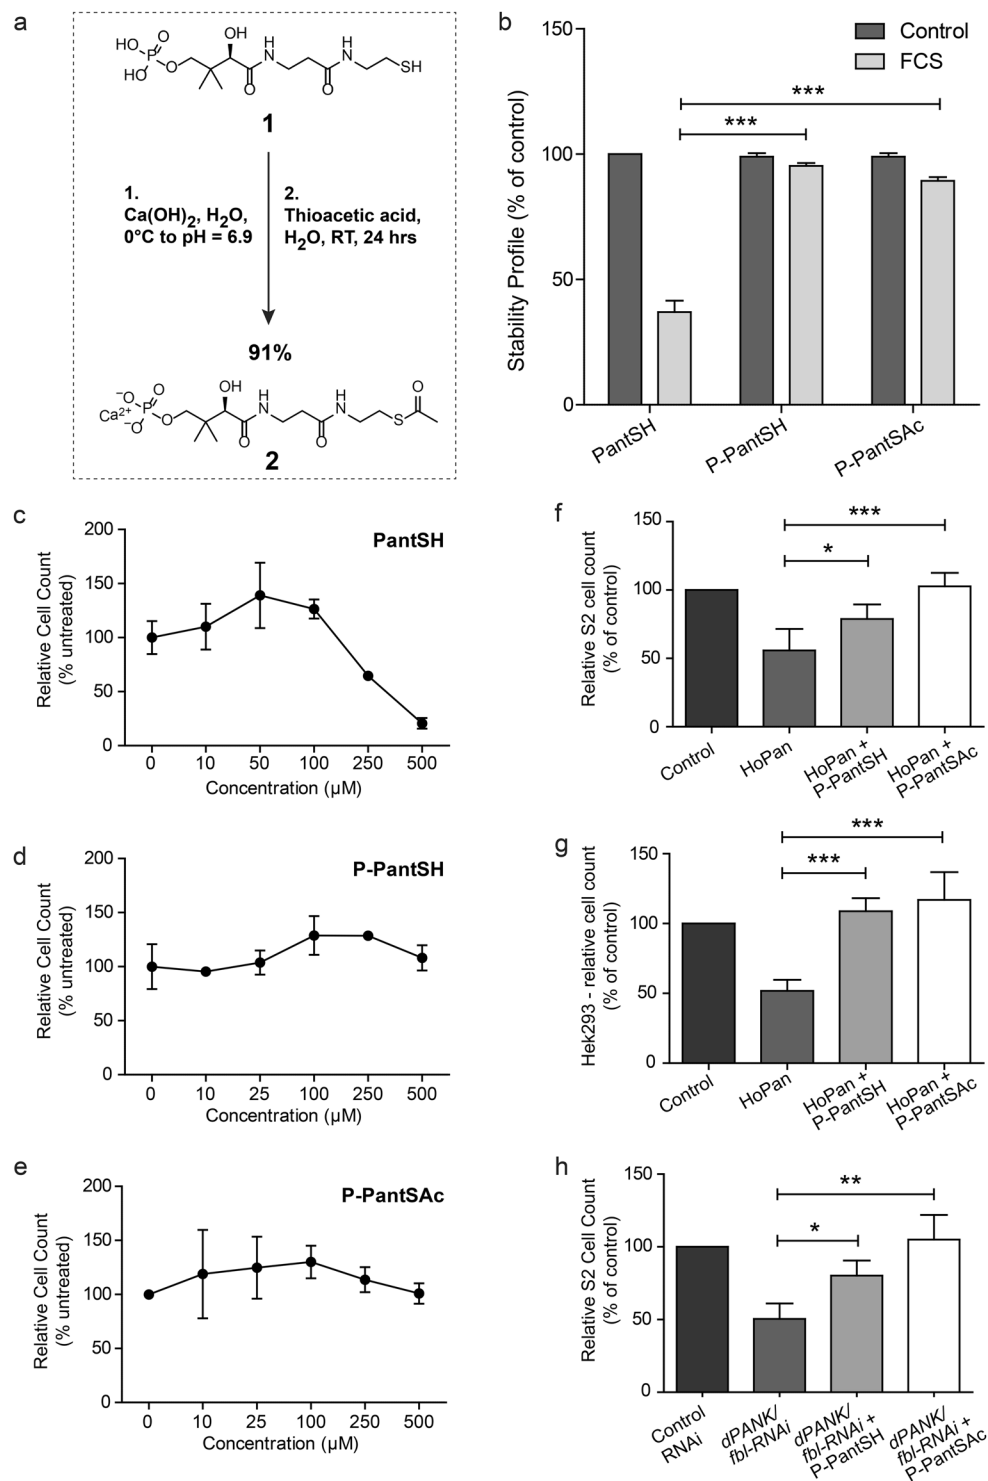 a
HO
HO
P
O
O
OH
O
H
N
O
H
N
SH
1
1.
Ca(OH)2, H2O,
0°C to pH = 6.9
2.
Thioacetic acid,
H2O, RT, 24 hrs
91%
Ca2+
−O
−O
P
O
O
OH
O
H
N
O
H
N
S
O
2
b
Stability Profile (% of control)
150
100
50
0
Control
FCS
***
***
PantSH
P-PantSH
P-PantSAc
c
PantSH
Relative Cell Count
(% untreated)
200
150
100
50
0
0 10 50 100 250 500
Concentration (µM)
d
P-PantSH
Relative Cell Count
(% untreated)
200
150
100
50
0
0 10 25 100 250 500
Concentration (µM)
e
P-PantSAc
Relative Cell Count
(% untreated)
200
150
100
50
0
0 10 25 100 250 500
Concentration (µM)
f
Relative S2 cell count
(% of control)
150
100
50
0
***
*
Control
HoPan
HoPan +
P-PantSH
HoPan +
P-PantSAc
g
Hek293 - relative cell count
(% of control)
150
100
50
0
***
***
Control
HoPan
HoPan +
P-PantSH
HoPan +
P-PantSAc
h
Relative S2 Cell Count
(% of control)
150
100
50
0
**
*
Control
RNAi
dPANK/
fbl-RNAi
dPANK/
fbl-RNAi +
P-PantSH
dPANK/
fbl-RNAi +
P-PantSAc